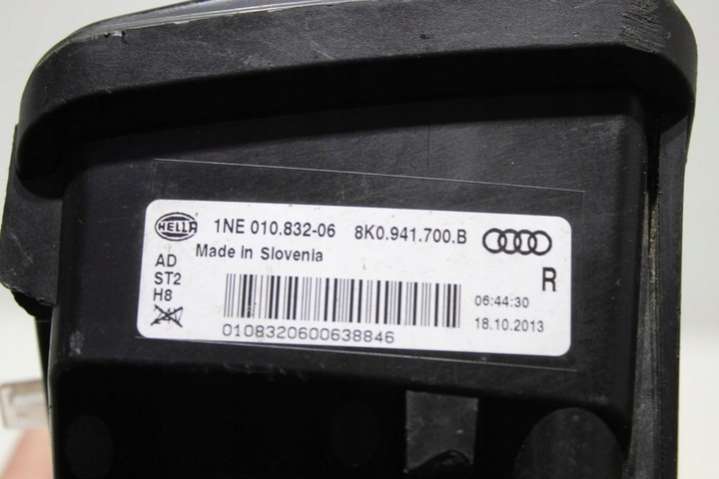 HELLA 1NE 010.832-06 8K0.941.700.B
Made in Slovenia
AD
ST2
H8
R
06:44:30
18.10.2013
0108320600638846